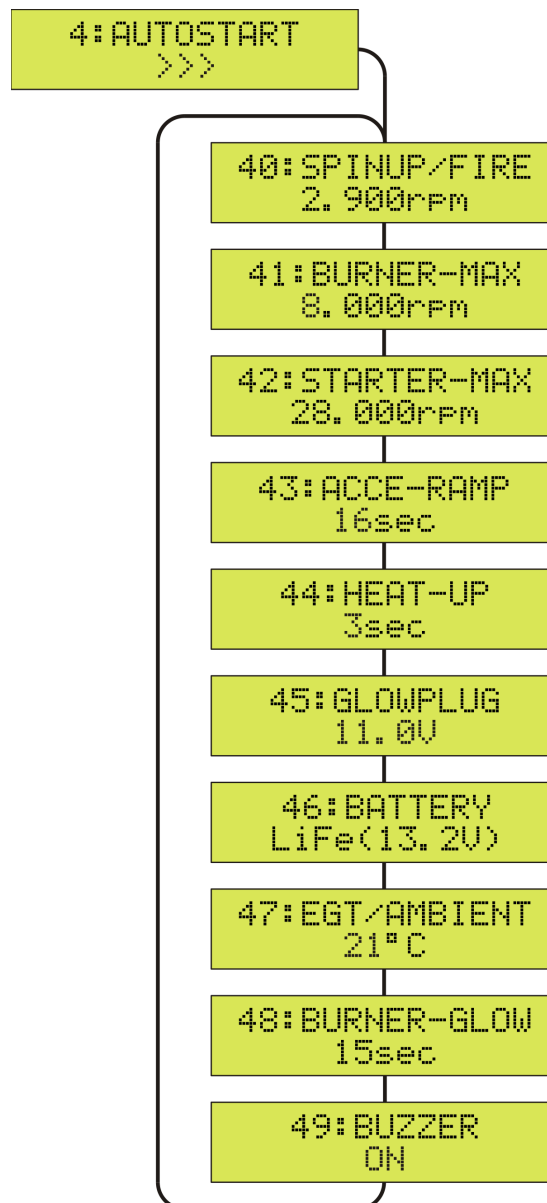 4:AUTOSTART
>>>
40:SPINUP/FIRE
2.900rpm
41:BURNER-MAX
8.000rpm
42:STARTER-MAX
28.000rpm
43:ACCE-RAMP
16sec
44:HEAT-UP
3sec
45:GLOWPLUG
11.0V
46:BATTERY
LiFe(13.2V)
47:EGT/AMBIENT
21°C
48:BURNER-GLOW
15sec
49:BUZZER
ON